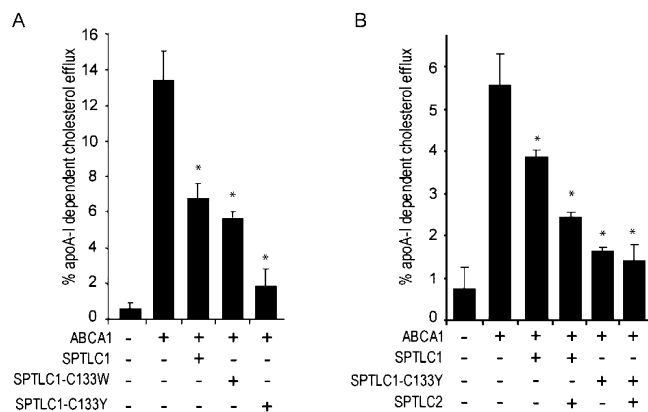 A
% apoA-I dependent cholesterol efflux
16
14
12
10
8
6
4
2
0
* * *
ABCA1 - + + + +
SPTLC1 - - + - -
SPTLC1-C133W - - - + -
SPTLC1-C133Y - - - - +
B
% apoA-I dependent cholesterol efflux
6
5
4
3
2
1
0
* * * *
ABCA1 - + + + + +
SPTLC1 - - + + - -
SPTLC1-C133Y - - - - + +
SPTLC2 - - - + - +